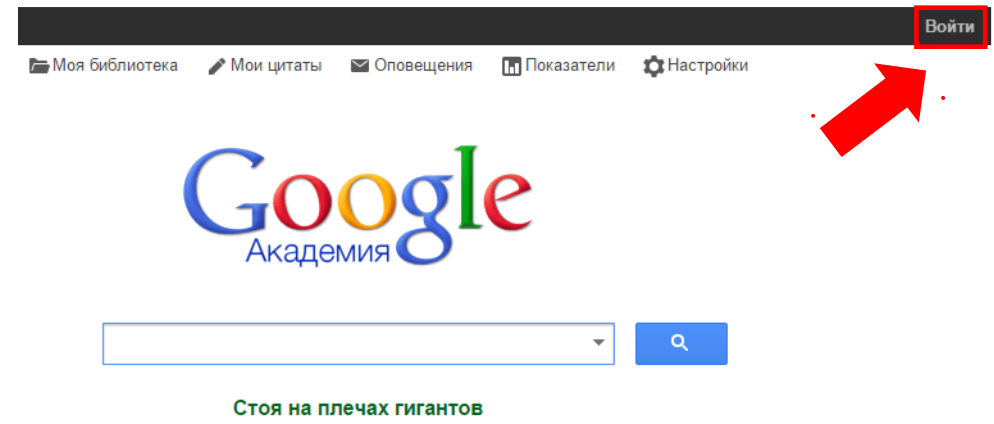 Войти
Моя библиотека Мои цитаты Оповещения Показатели Настройки
Google
Академия
Стоя на плечах гигантов